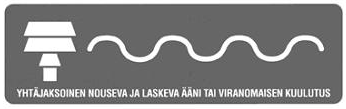 YHTÄJAKSOINEN NOUSEVA JA LASKEVA ÄÄNI TAI VIRANOMAISEN KUULUTUS